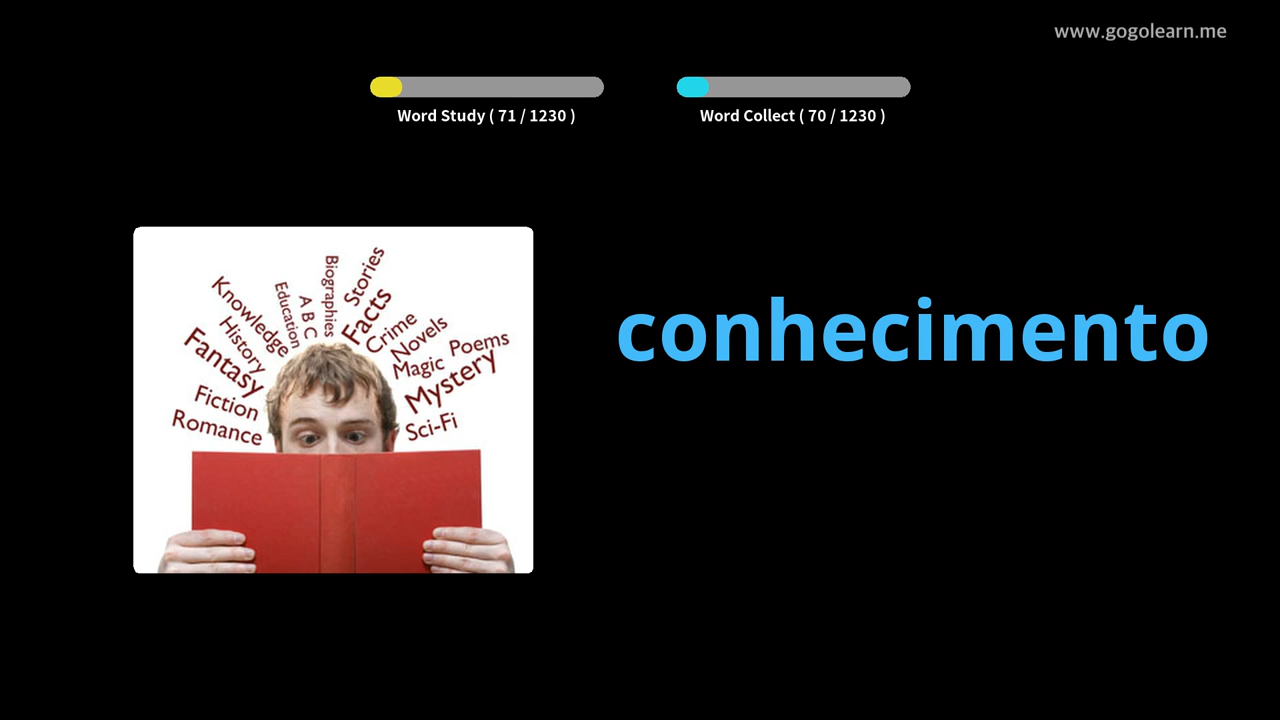 www.gogolearn.me
Word Study ( 71 / 1230 )
Word Collect ( 70 / 1230 )
conhecimento
Romance
Fiction
Fantasy
History
Knowledge
Education
A B C
Biographies
Stories
Facts
Crime
Novels
Magic
Poems
Mystery
Sci-Fi